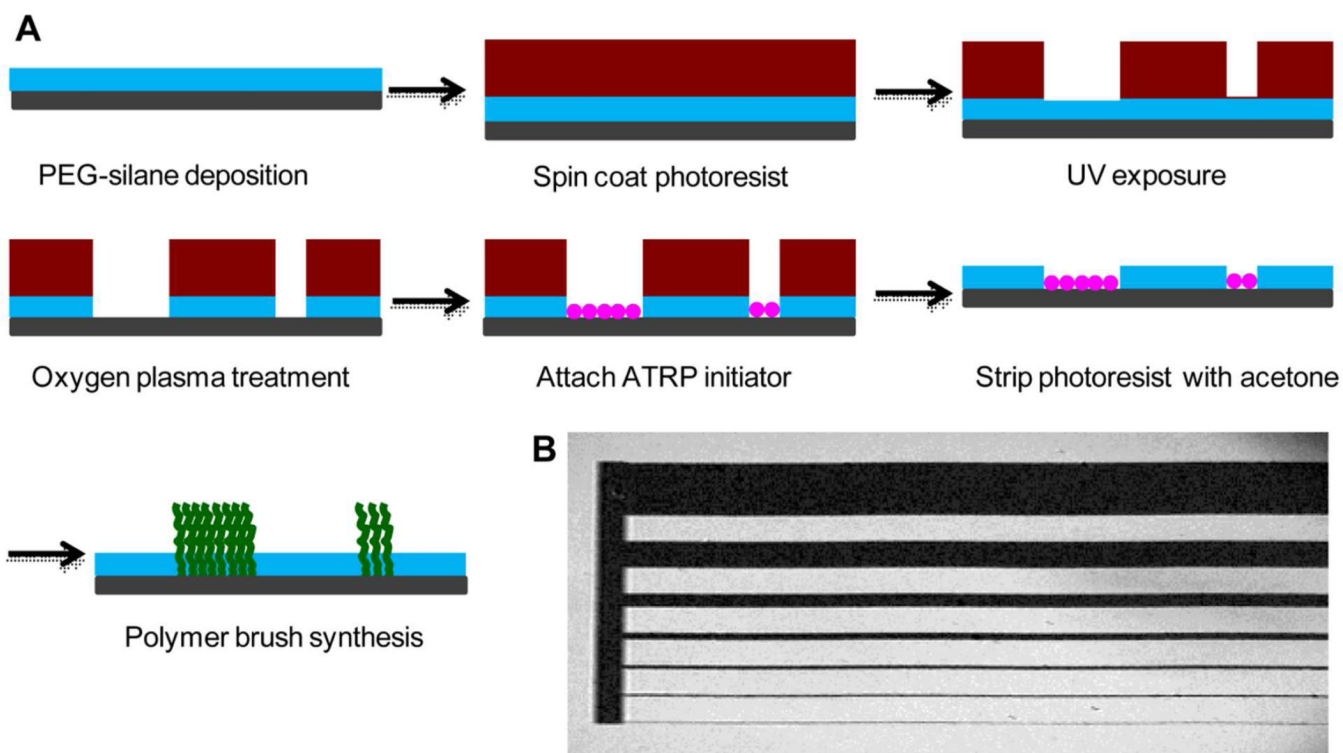 A
PEG-silane deposition
Spin coat photoresist
UV exposure
Oxygen plasma treatment
Attach ATRP initiator
Strip photoresist with acetone
B
Polymer brush synthesis